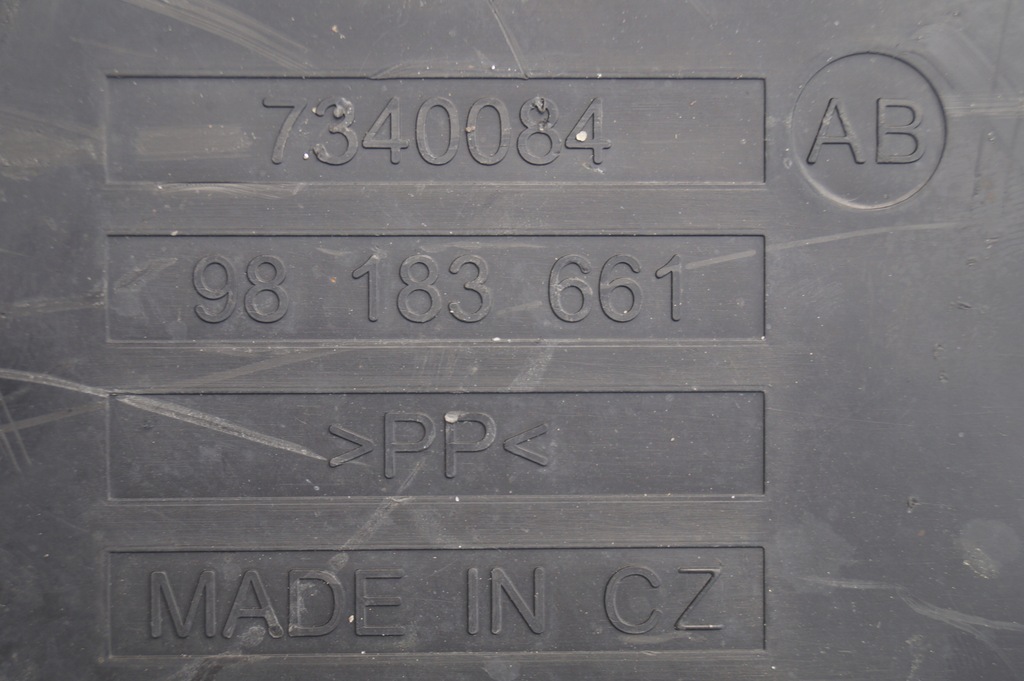 7340084 AB
98 183 661
>PP<
MADE IN CZ